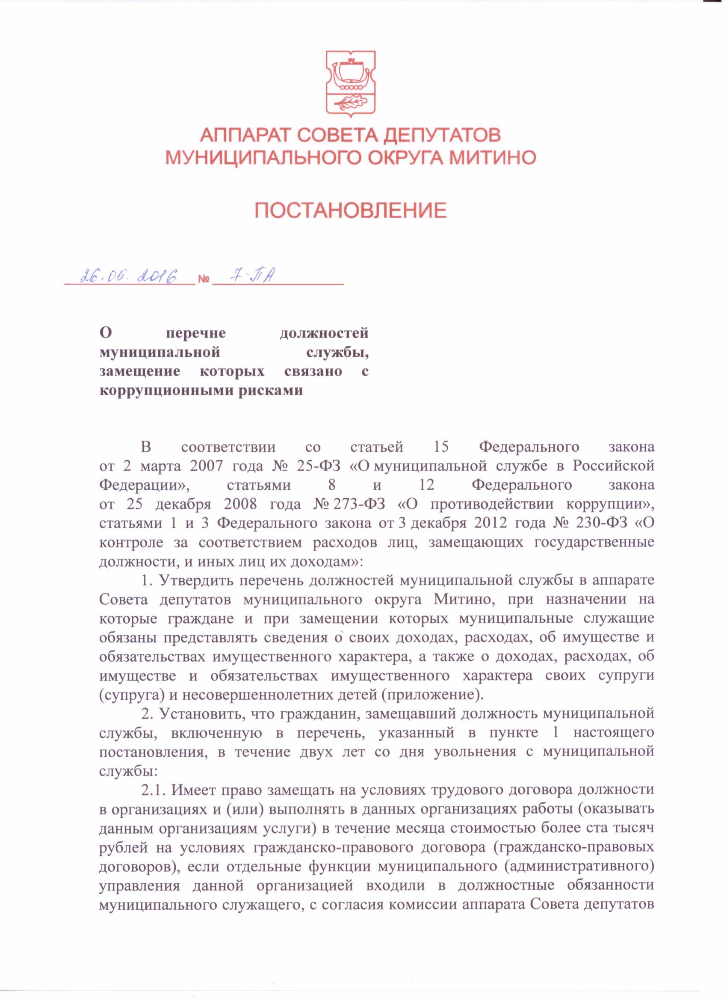 АППАРАТ СОВЕТА ДЕПУТАТОВ
МУНИЦИПАЛЬНОГО ОКРУГА МИТИНО
ПОСТАНОВЛЕНИЕ
26.05.2016 № 7-ПА
О перечне должностей
муниципальной службы,
замещение которых связано с
коррупционными рисками
В соответствии со статьей 15 Федерального закона
от 2 марта 2007 года № 25-ФЗ «О муниципальной службе в Российской
Федерации», статьями 8 и 12 Федерального закона
от 25 декабря 2008 года № 273-ФЗ «О противодействии коррупции»,
статьями 1 и 3 Федерального закона от 3 декабря 2012 года № 230-ФЗ «О
контроле за соответствием расходов лиц, замещающих государственные
должности, и иных лиц их доходам»:
1. Утвердить перечень должностей муниципальной службы в аппарате
Совета депутатов муниципального округа Митино, при назначении на
которые граждане и при замещении которых муниципальные служащие
обязаны представлять сведения о своих доходах, расходах, об имуществе и
обязательствах имущественного характера, а также о доходах, расходах, об
имуществе и обязательствах имущественного характера своих супруги
(супруга) и несовершеннолетних детей (приложение).
2. Установить, что гражданин, замещавший должность муниципальной
службы, включенную в перечень, указанный в пункте 1 настоящего
постановления, в течение двух лет со дня увольнения с муниципальной
службы:
2.1. Имеет право замещать на условиях трудового договора должности
в организациях и (или) выполнять в данных организациях работы (оказывать
данным организациям услуги) в течение месяца стоимостью более ста тысяч
рублей на условиях гражданско-правового договора (гражданско-правовых
договоров), если отдельные функции муниципального (административного)
управления данной организацией входили в должностные обязанности
муниципального служащего, с согласия комиссии аппарата Совета депутатов